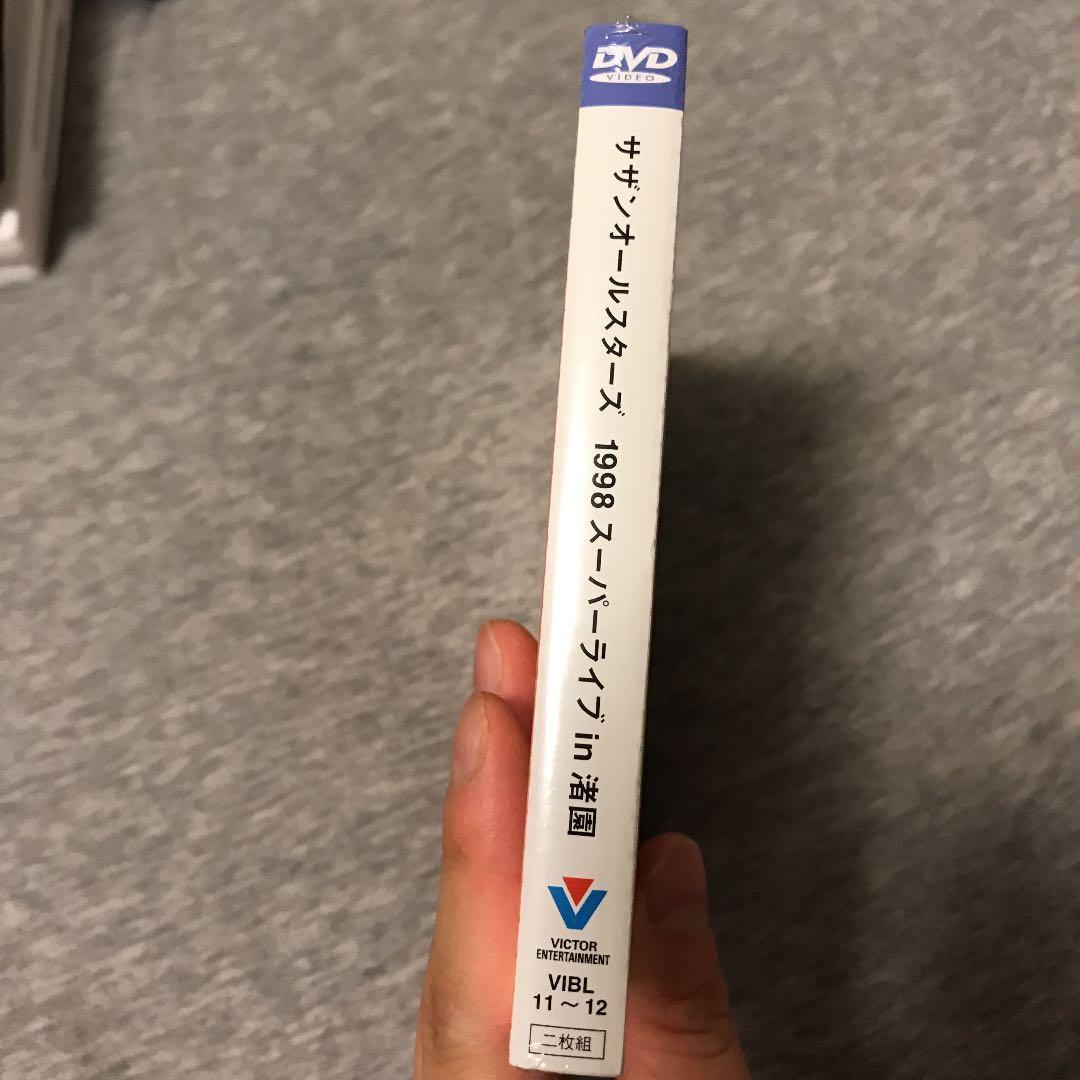 DVD
VIDEO
サザンオールスターズ 1998 スーパーライブ in 渚園
VICTOR
ENTERTAINMENT
VIBL
11～12
二枚組